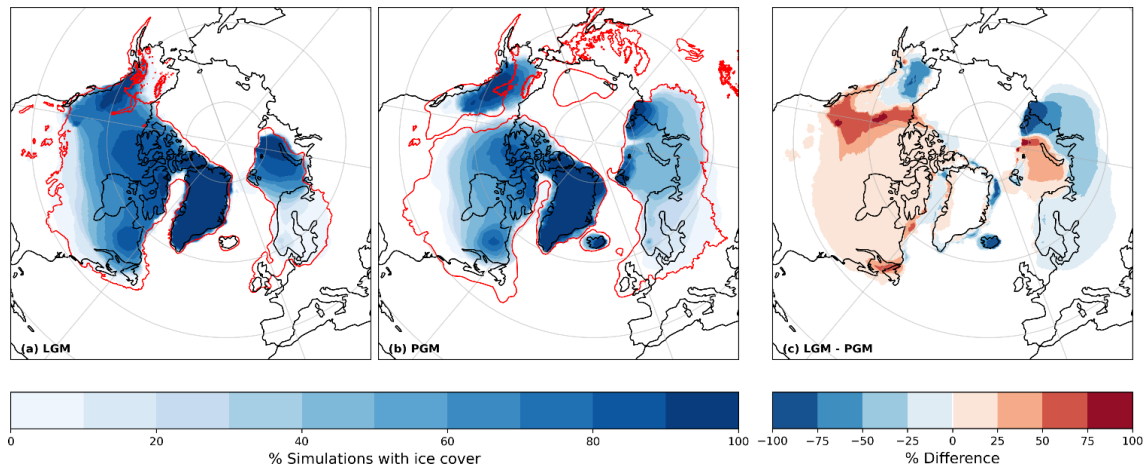 (a) LGM
(b) PGM
(c) LGM - PGM
0 20 40 60 80 100
% Simulations with ice cover
−100 −75 −50 −25 0 25 50 75 100
% Difference